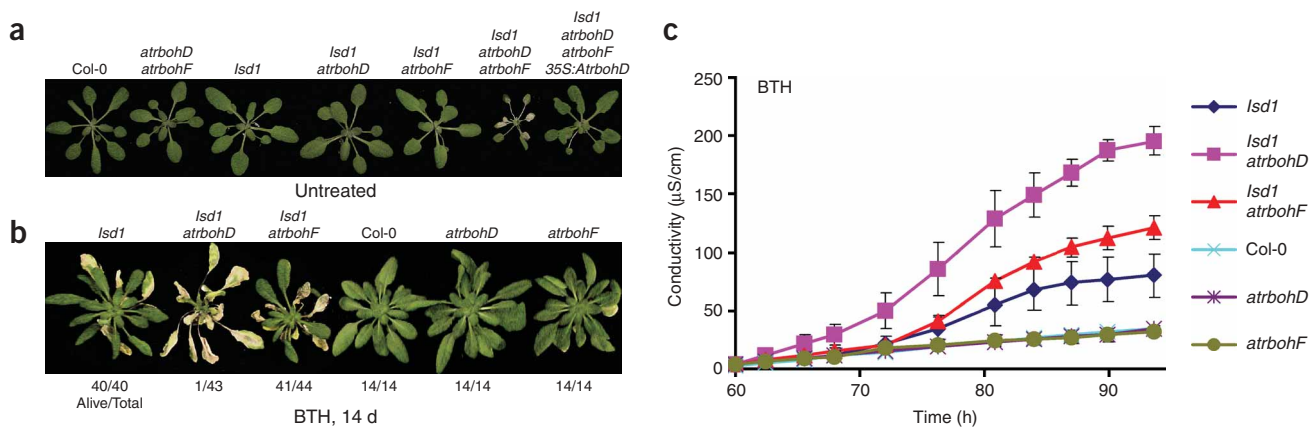 a
Col-0
atrbohD
atrbohF
lsd1
lsd1
atrbohD
lsd1
atrbohF
lsd1
atrbohD
atrbohF
lsd1
atrbohD
atrbohF
35S:AtrbohD
Untreated
b
lsd1
lsd1
atrbohD
lsd1
atrbohF
Col-0
atrbohD
atrbohF
40/40
1/43
41/44
14/14
14/14
14/14
Alive/Total
BTH, 14 d
c
BTH
Conductivity (µS/cm)
250
200
150
100
50
0
60
70
80
90
Time (h)
lsd1
lsd1
atrbohD
lsd1
atrbohF
Col-0
atrbohD
atrbohF